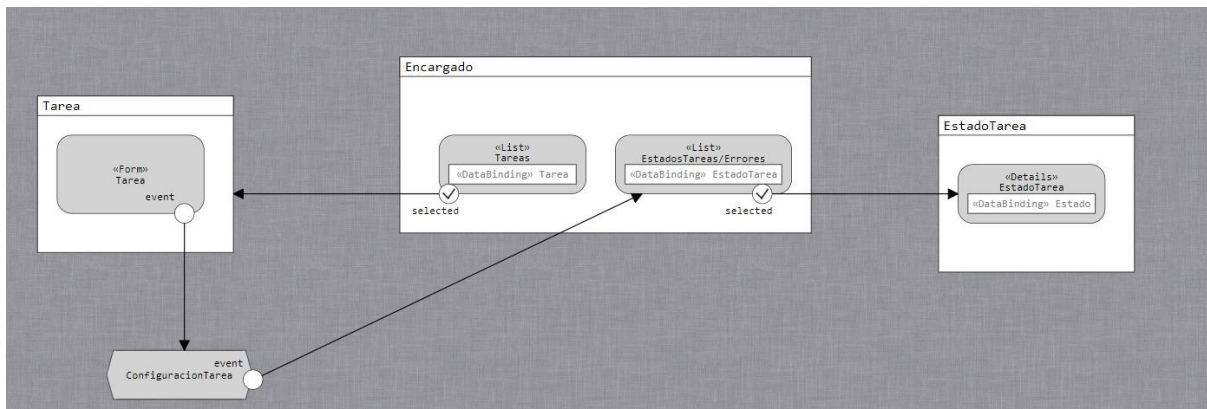 Tarea
«Form»
Tarea
event
Encargado
«List»
Tareas
«DataBinding» Tarea
selected
«List»
EstadosTareas/Errores
«DataBinding» EstadoTarea
selected
EstadoTarea
«Details»
EstadoTarea
«DataBinding» Estado
event
ConfiguracionTarea